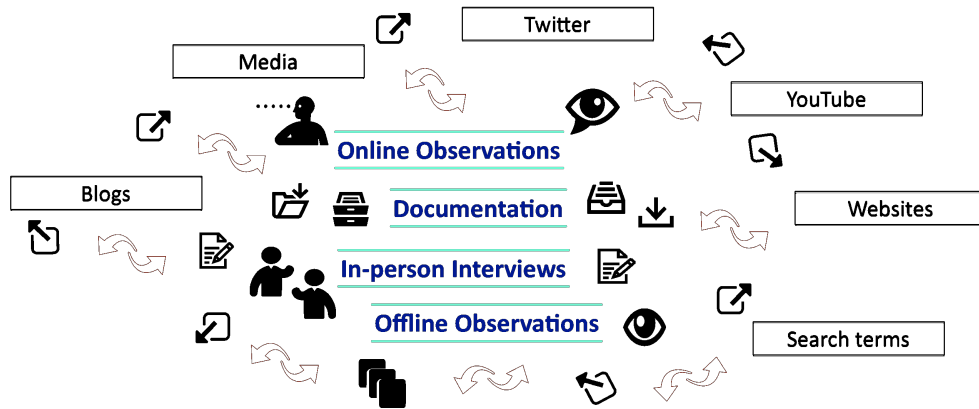 Twitter
Media
YouTube
Online Observations
Blogs
Documentation
Websites
In-person Interviews
Offline Observations
Search terms